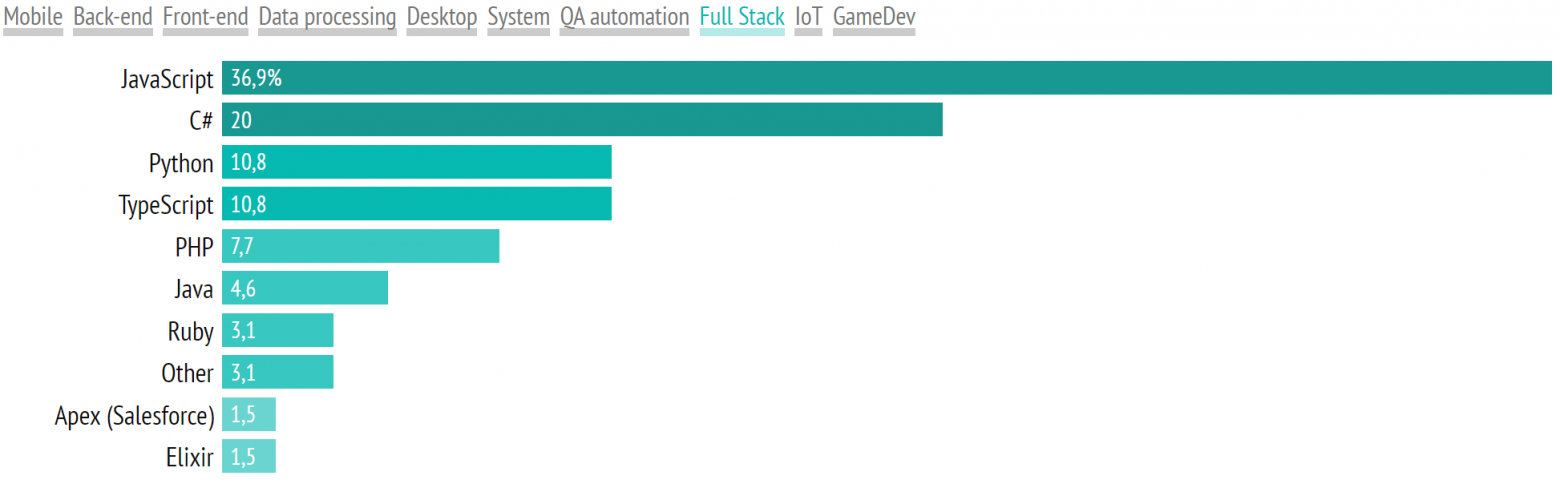 Mobile Back-end Front-end Data processing Desktop System QA automation Full Stack IoT GameDev
JavaScript 36,9%
C# 20
Python 10,8
TypeScript 10,8
PHP 7,7
Java 4,6
Ruby 3,1
Other 3,1
Apex (Salesforce) 1,5
Elixir 1,5